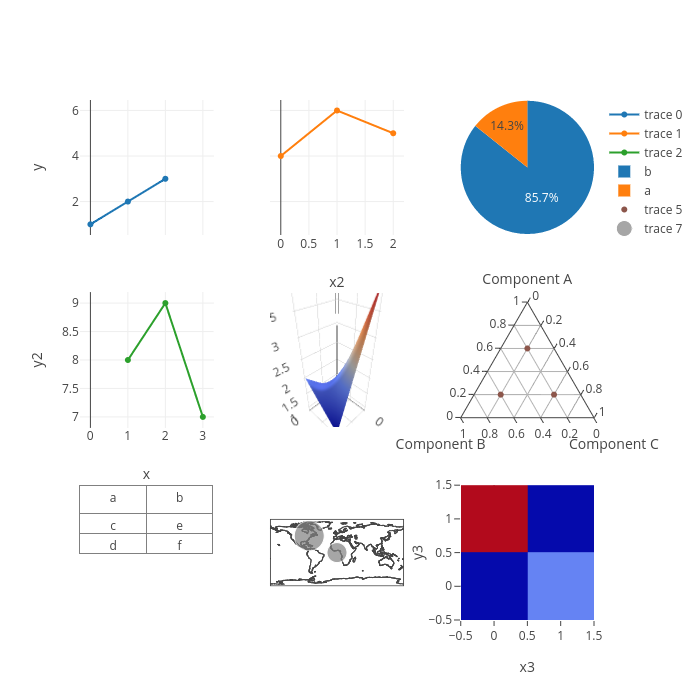 y
6
4
2
0 0.5 1 1.5 2
14.3%
85.7%
trace 0
trace 1
trace 2
b
a
trace 5
trace 7
y2
9
8.5
8
7.5
7
0 1 2 3
x
x2
5
3
2.5
2
1.5
0 0
Component A
1 0
0.8 0.2
0.6 0.4
0.4 0.6
0.2 0.8
0 1
1 0.8 0.6 0.4 0.2 0
Component B Component C
a b
c e
d f
y3
1.5
1
0.5
0
−0.5
−0.5 0 0.5 1 1.5
x3